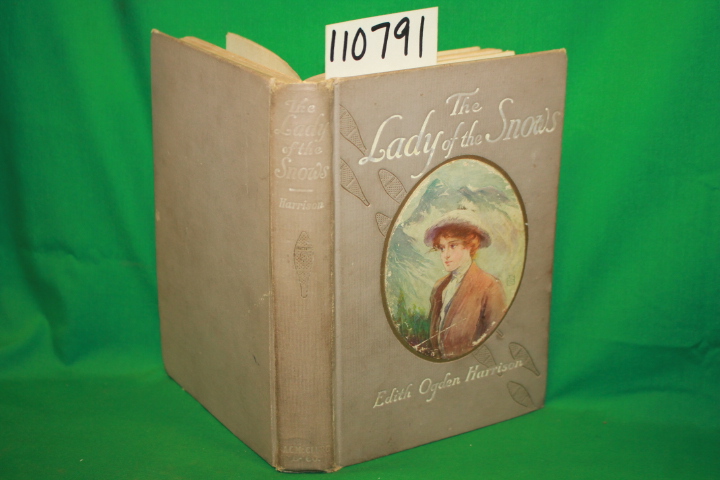 110791
The
Lady
of the
Snows
Harrison
The
Lady of the Snows
Edith Ogden Harrison